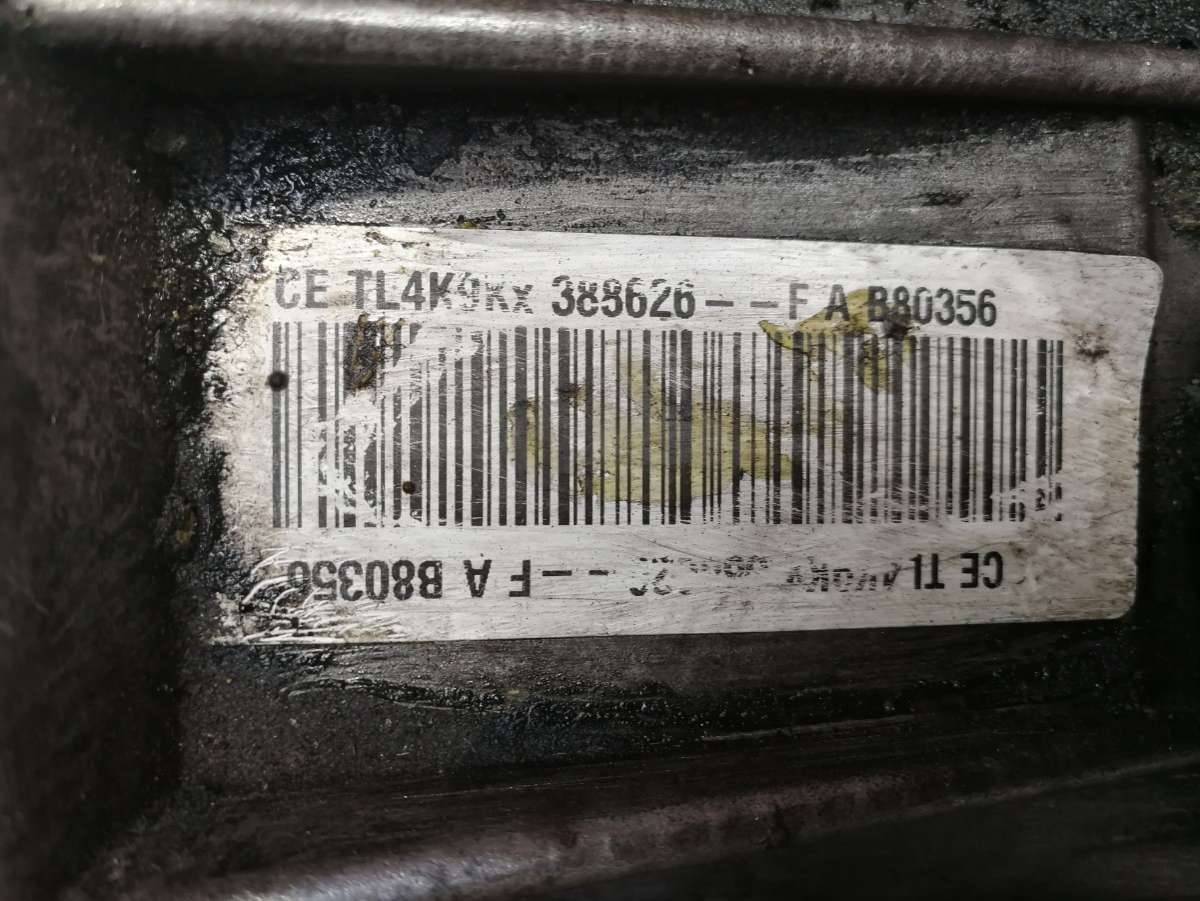 CE TL4K9Kx 388626--F A B80356
CE TL -- F A B80356